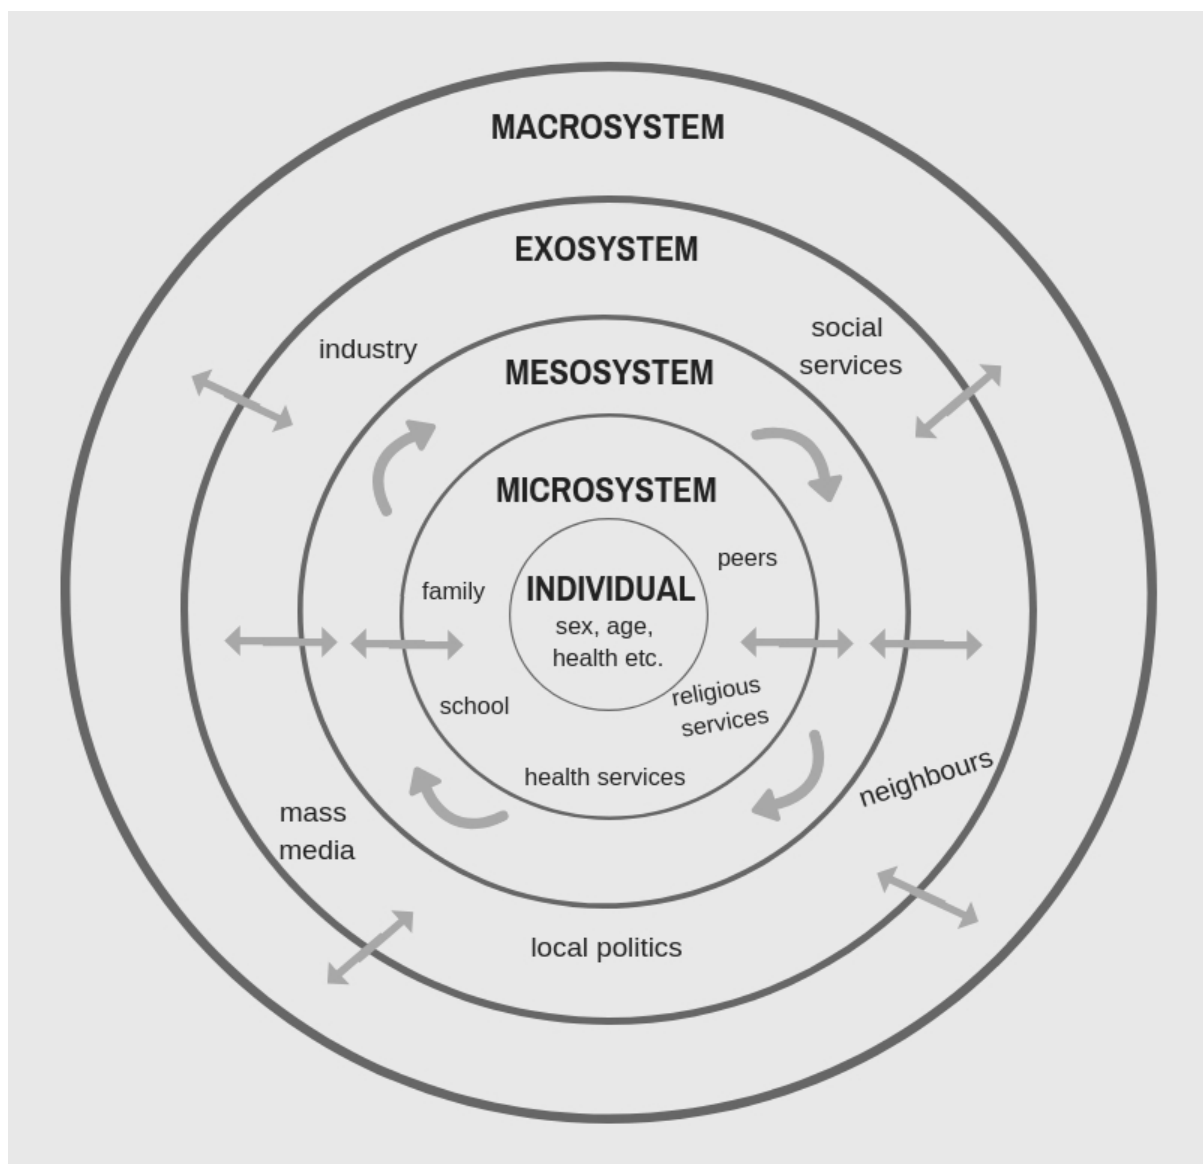 MACROSYSTEM
EXOSYSTEM
industry
social
services
MESOSYSTEM
MICROSYSTEM
peers
family
INDIVIDUAL
sex, age,
health etc.
school
religious
services
health services
neighbours
mass
media
local politics